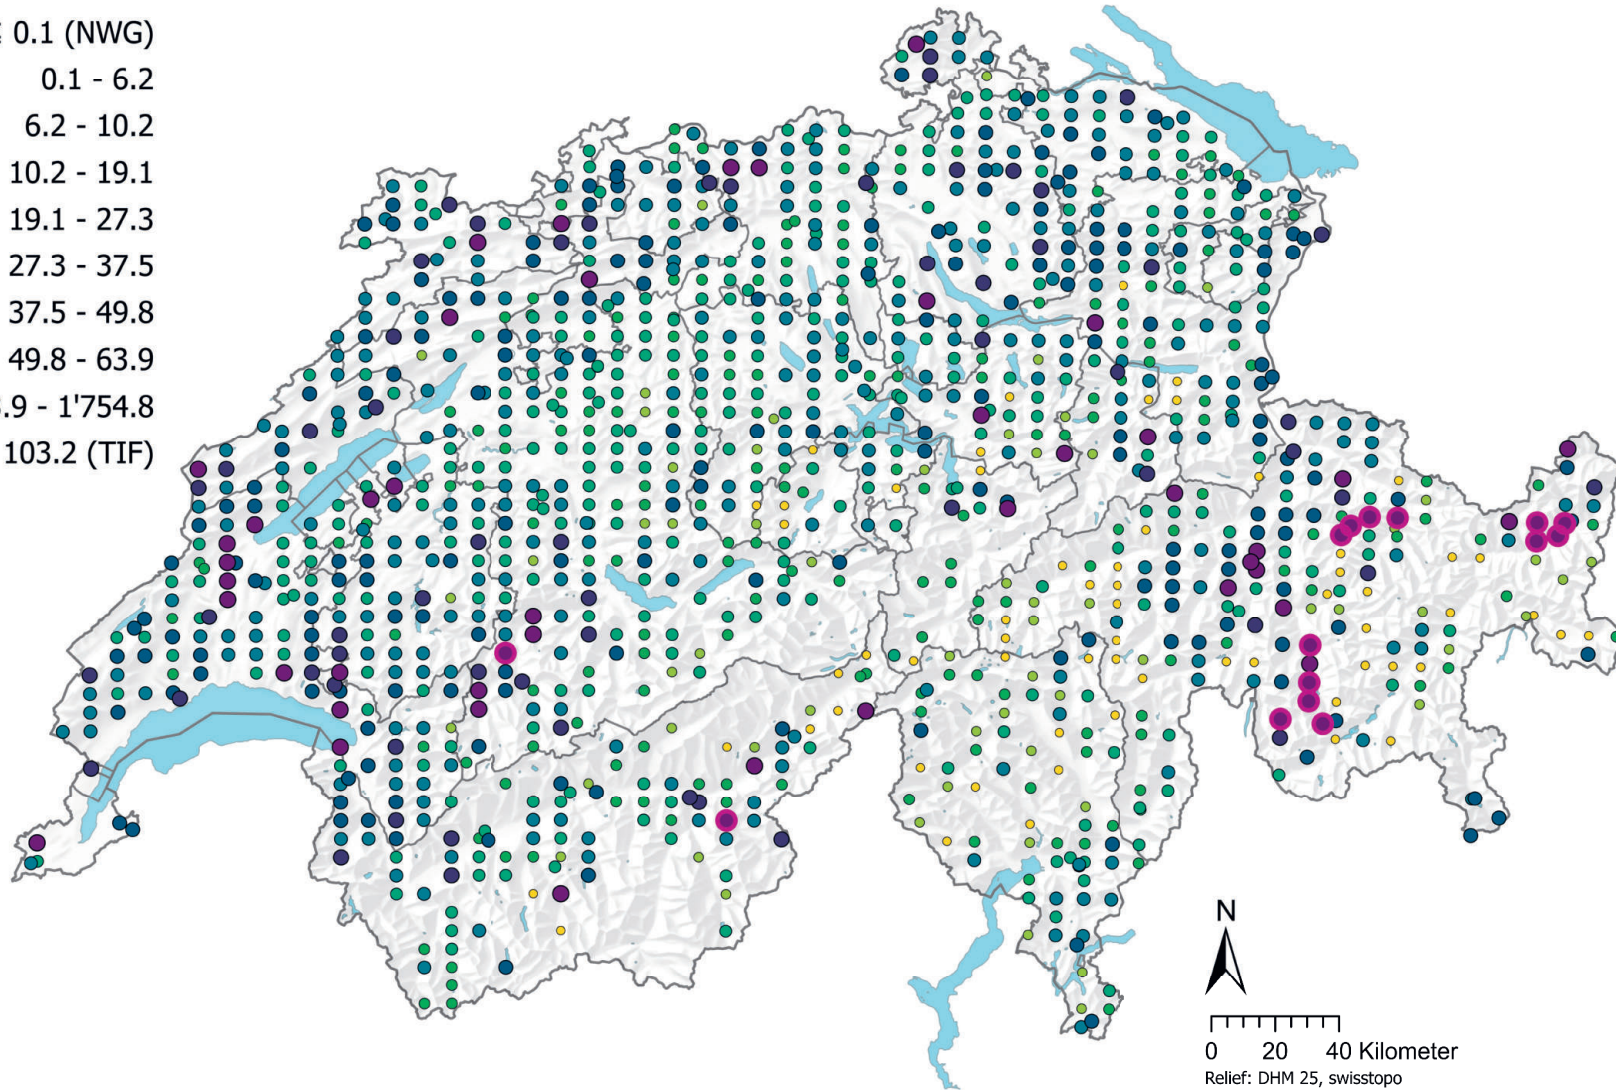 0.1 (NWG)
0.1 - 6.2
6.2 - 10.2
10.2 - 19.1
19.1 - 27.3
27.3 - 37.5
37.5 - 49.8
49.8 - 63.9
.9 - 1'754.8
103.2 (TIF)
N
0 20 40 Kilometer
Relief: DHM 25, swisstopo